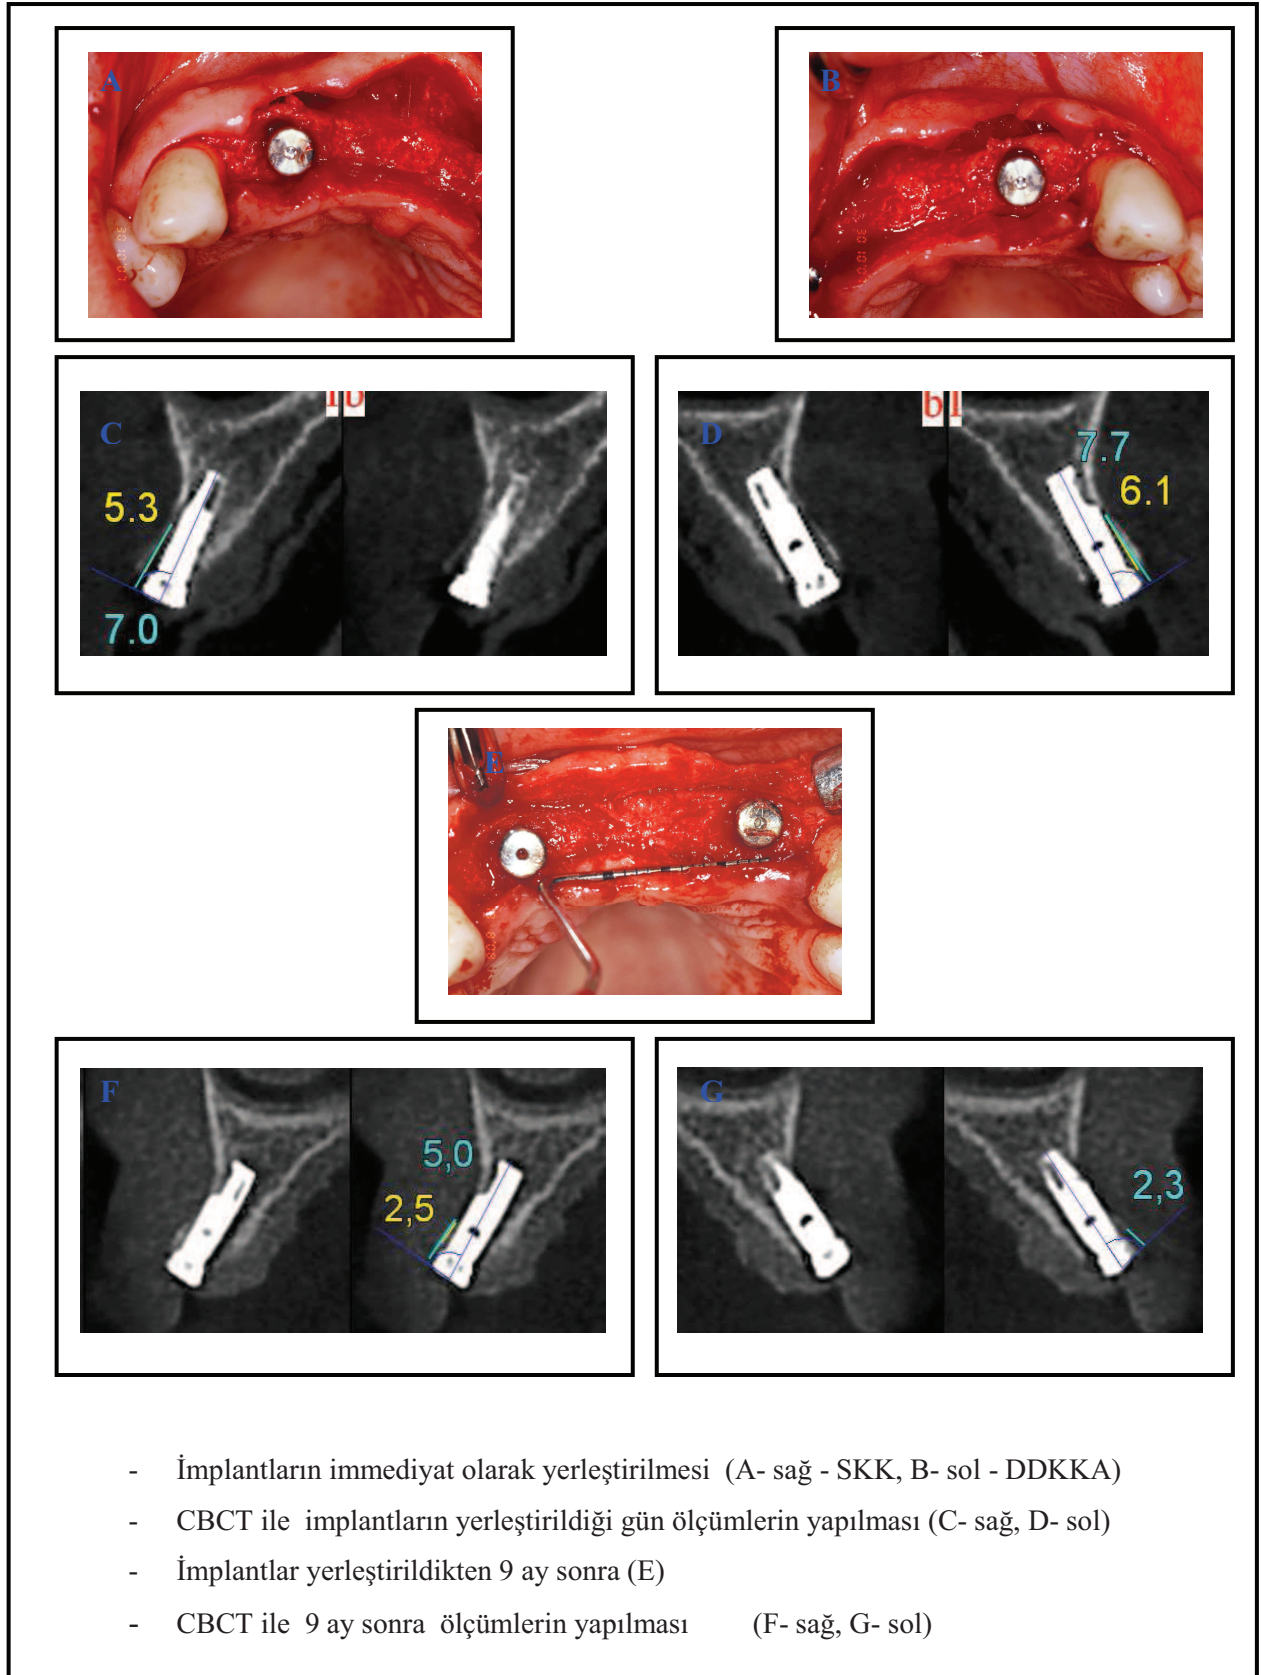 A
B
C
5.3
7.0
l b
D
b l
7.7
6.1
E
F
5,0
2,5
G
2,3
- İmplantların immediyat olarak yerleştirilmesi (A- sağ - SKK, B- sol - DDKKA)
- CBCT ile implantların yerleştirildiği gün ölçümlerin yapılması (C- sağ, D- sol)
- İmplantlar yerleştirildikten 9 ay sonra (E)
- CBCT ile 9 ay sonra ölçümlerin yapılması (F- sağ, G- sol)